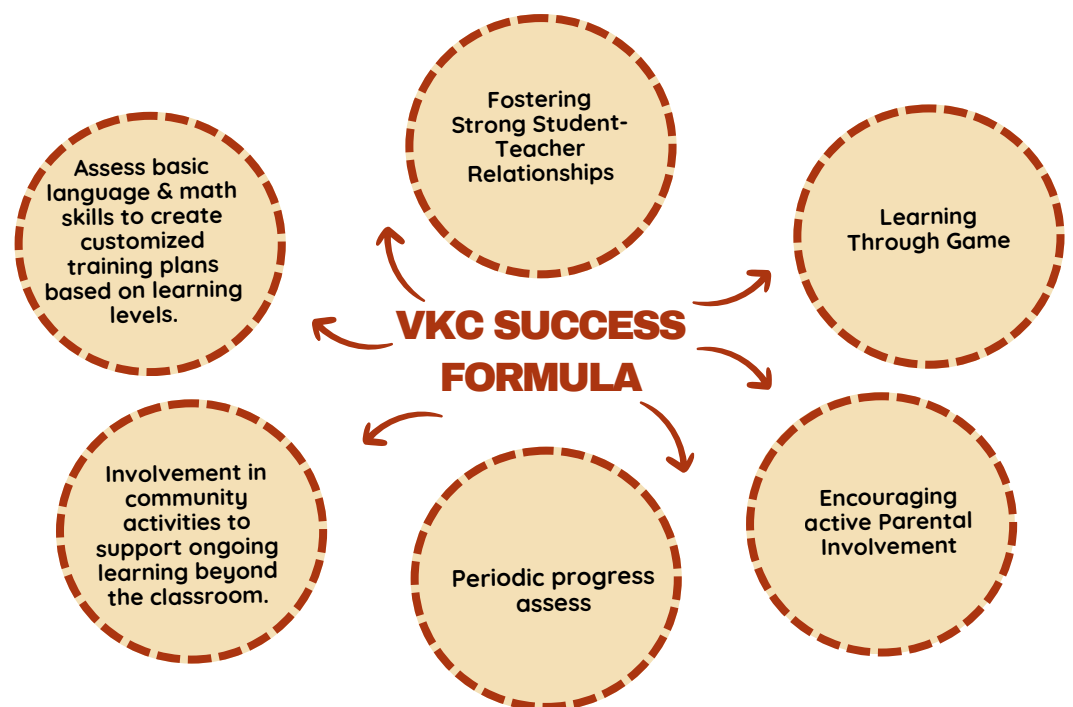 Fostering
Strong Student-
Teacher
Relationships
Assess basic
language & math
skills to create
customized
training plans
based on learning
levels.
Learning
Through Game
VKC SUCCESS
FORMULA
Involvement in
community
activities to
support ongoing
learning beyond
the classroom.
Encouraging
active Parental
Involvement
Periodic progress
assess